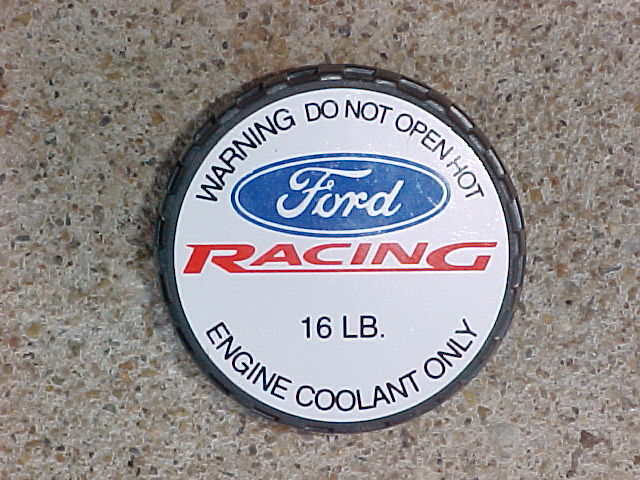 WARNING DO NOT OPEN HOT
Ford
RACING
16 LB.
ENGINE COOLANT ONLY